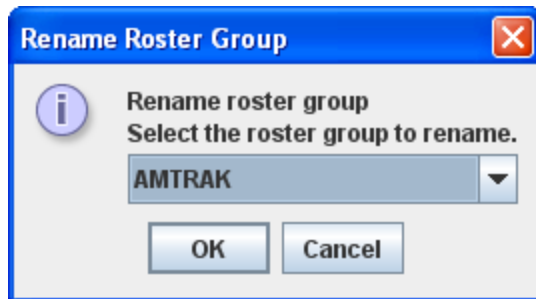 Rename Roster Group
Rename roster group
Select the roster group to rename.
AMTRAK
OK Cancel